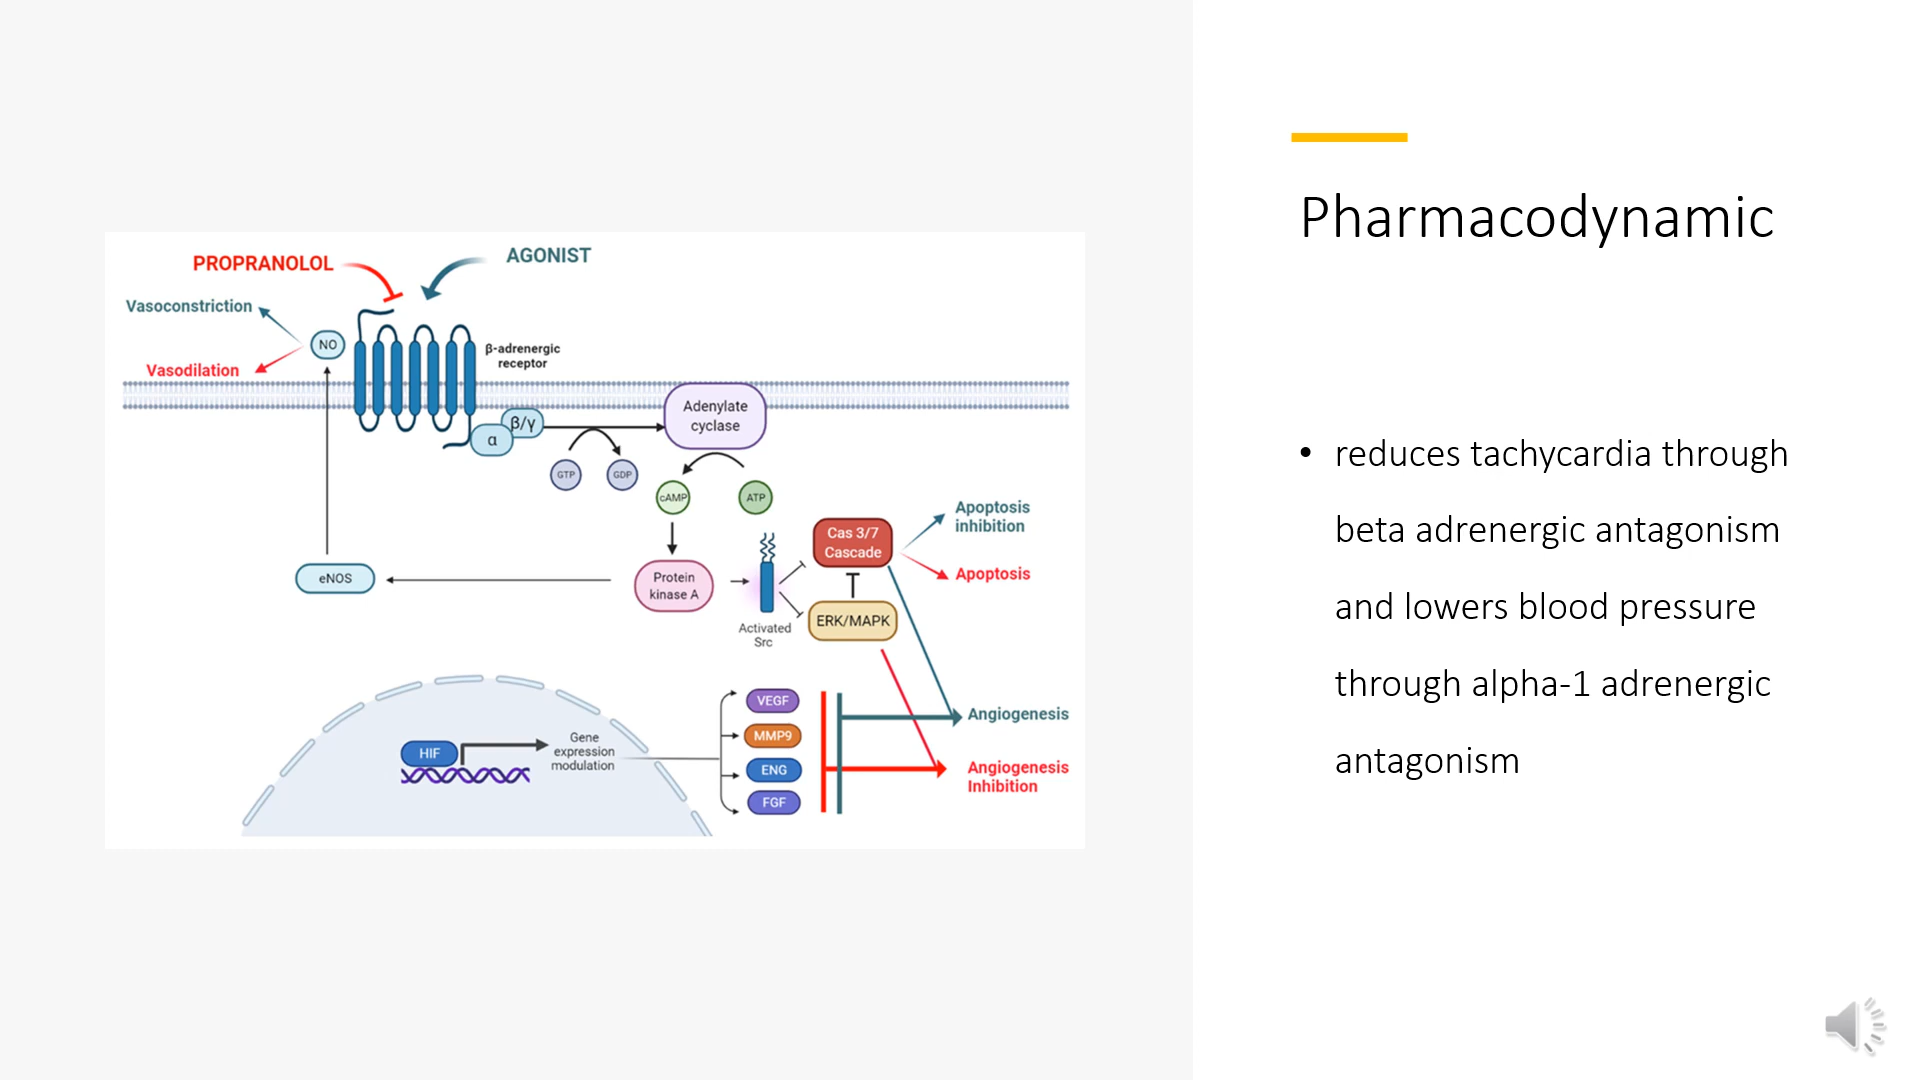 PROPRANOLOL
AGONIST
Vasoconstriction
NO
Vasodilation
β-adrenergic
receptor
Adenylate
cyclase
β/γ
α
GTP
GDP
cAMP
ATP
Apoptosis
inhibition
Cas 3/7
Cascade
Apoptosis
eNOS
Protein
kinase A
Activated
Src
ERK/MAPK
VEGF
MMP9
ENG
FGF
Angiogenesis
Angiogenesis
Inhibition
HIF
Gene
expression
modulation
Pharmacodynamic
• reduces tachycardia through
beta adrenergic antagonism
and lowers blood pressure
through alpha-1 adrenergic
antagonism